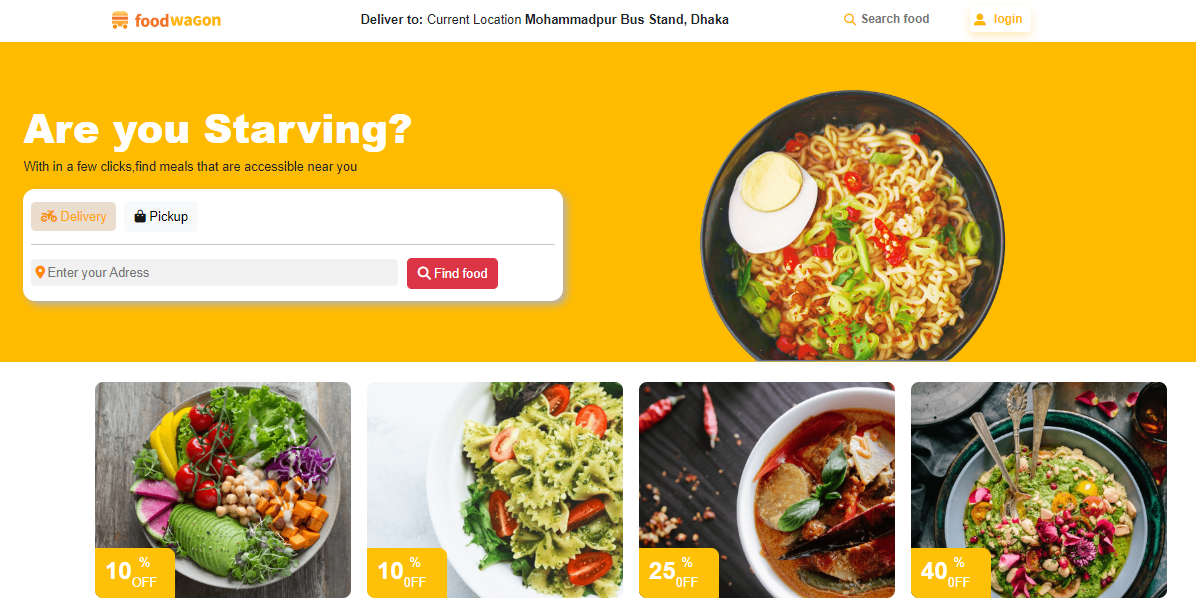 foodwagon
Deliver to: Current Location Mohammadpur Bus Stand, Dhaka
Search food
login
Are you Starving?
With in a few clicks,find meals that are accessible near you
Delivery
Pickup
Enter your Adress
Find food
10 % OFF
10 % OFF
25 % OFF
40 % OFF